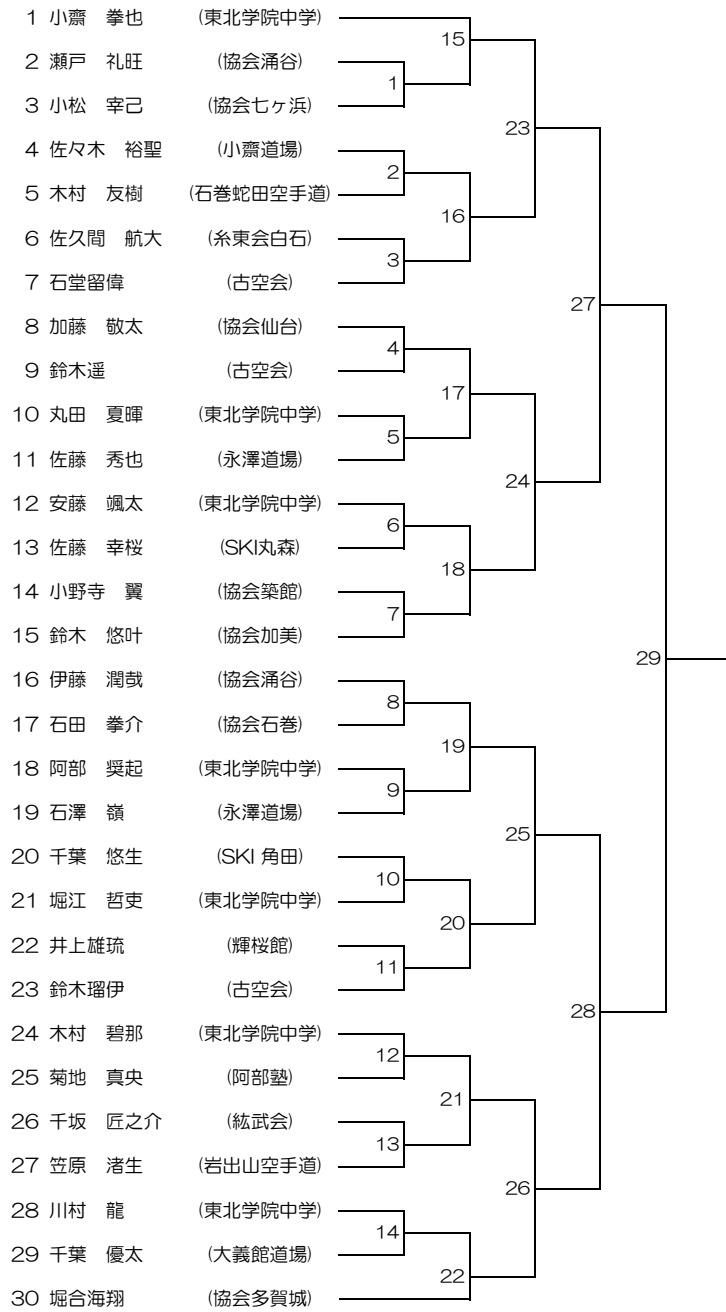 1 小齋　拳也 (東北学院中学)
2 瀬戸　礼旺 (協会涌谷)
3 小松　宰己 (協会七ヶ浜)
4 佐々木　裕聖 (小齋道場)
5 木村　友樹 (石巻蛇田空手道)
6 佐久間　航大 (糸東会白石)
7 石堂留偉 (古空会)
8 加藤　敬太 (協会仙台)
9 鈴木遥 (古空会)
10 丸田　夏暉 (東北学院中学)
11 佐藤　秀也 (永澤道場)
12 安藤　颯太 (東北学院中学)
13 佐藤　幸桜 (SKI丸森)
14 小野寺　翼 (協会築館)
15 鈴木　悠叶 (協会加美)
16 伊藤　潤哉 (協会涌谷)
17 石田　拳介 (協会石巻)
18 阿部　奨起 (東北学院中学)
19 石澤　嶺 (永澤道場)
20 千葉　悠生 (SKI 角田)
21 堀江　哲吏 (東北学院中学)
22 井上雄琉 (輝桜館)
23 鈴木瑠伊 (古空会)
24 木村　碧那 (東北学院中学)
25 菊地　真央 (阿部塾)
26 千坂　匠之介 (紘武会)
27 笠原　渚生 (岩出山空手道)
28 川村　龍 (東北学院中学)
29 千葉　優太 (大義館道場)
30 堀合海翔 (協会多賀城)
1
2
3
4
5
6
7
8
9
10
11
12
13
14
15
16
17
18
19
20
21
22
23
24
25
26
27
28
29